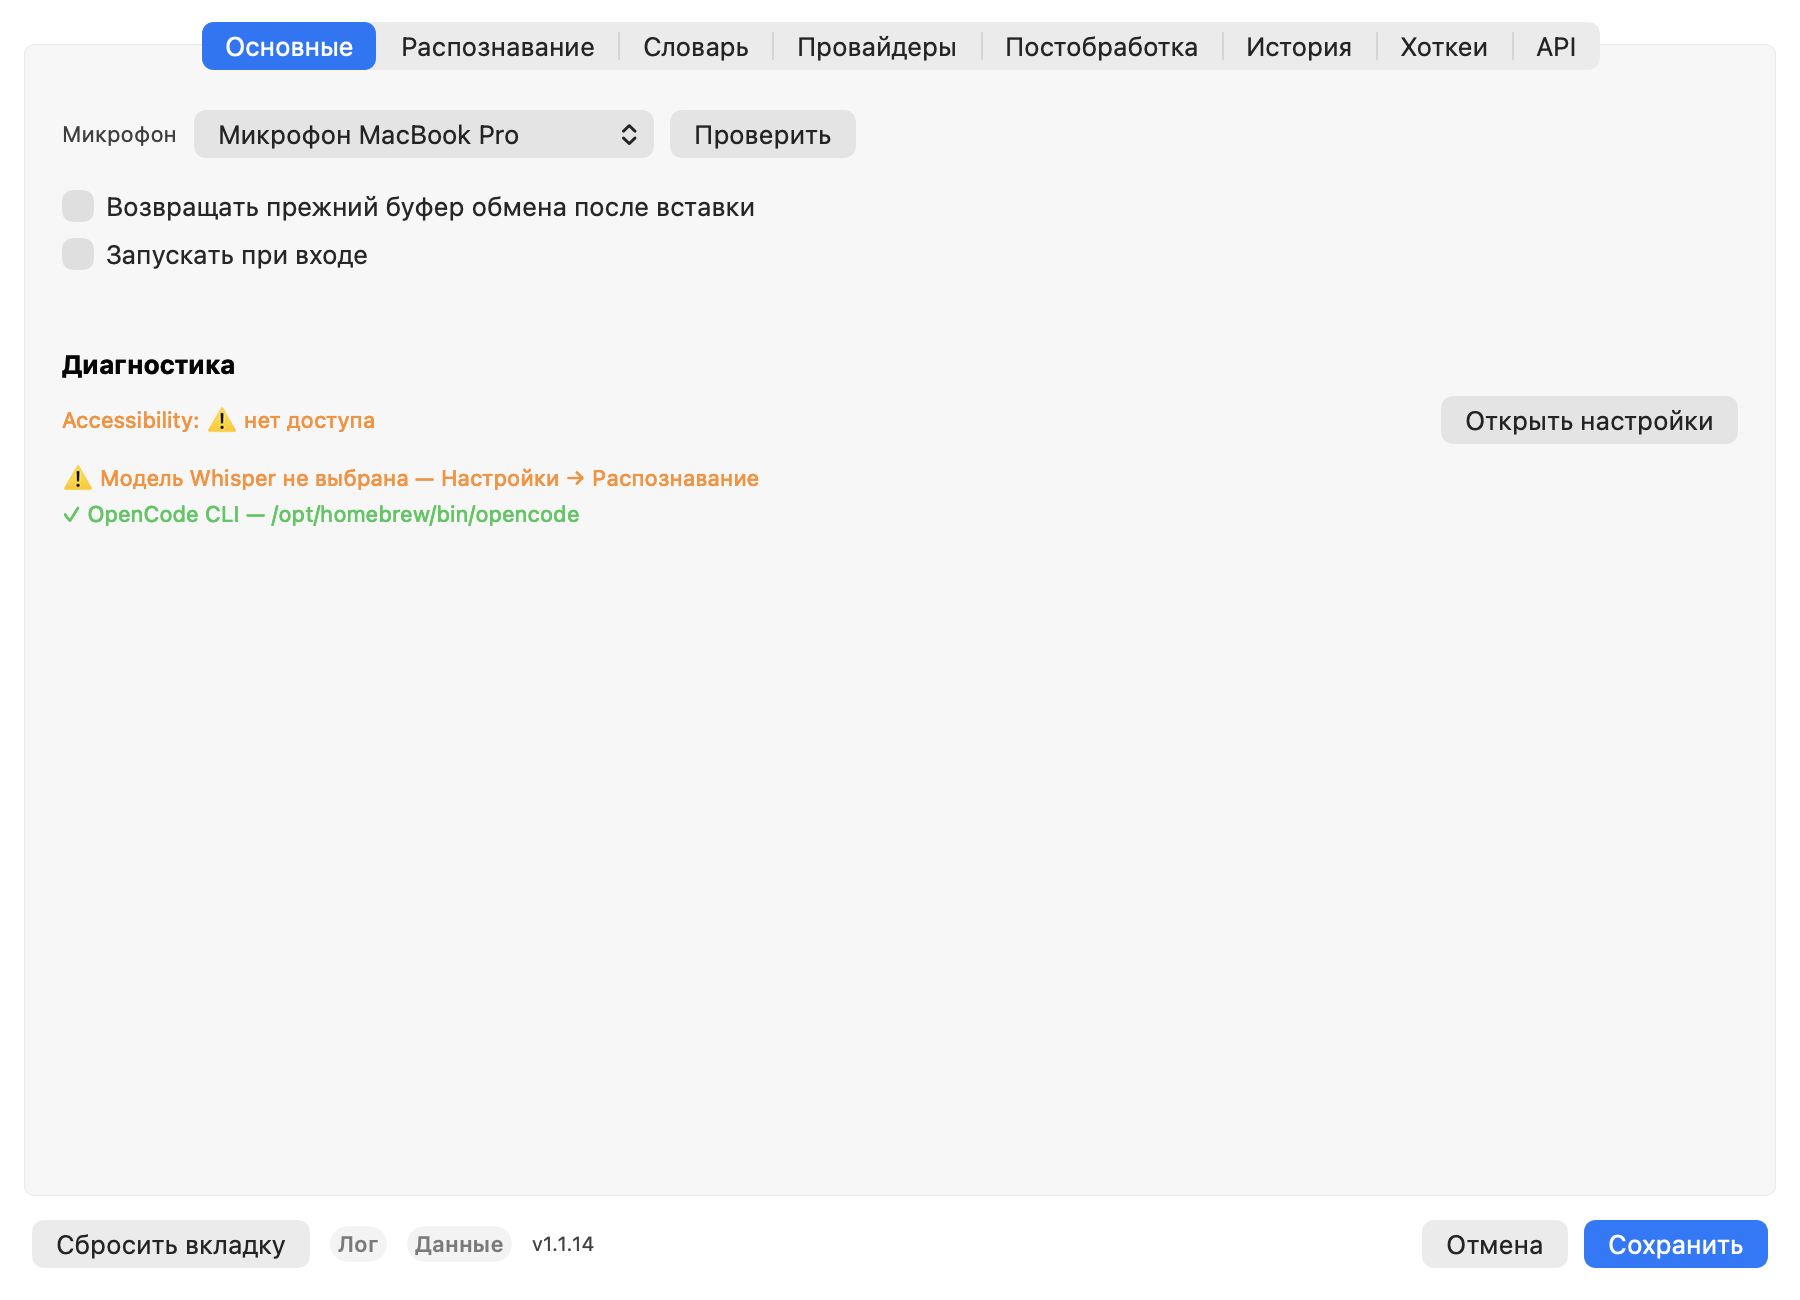 Основные Распознавание Словарь Провайдеры Постобработка История Хоткеи API
Микрофон Микрофон MacBook Pro Проверить
Возвращать прежний буфер обмена после вставки
Запускать при входе
Диагностика
Accessibility: ⚠️ нет доступа Открыть настройки
⚠️ Модель Whisper не выбрана — Настройки → Распознавание
✓ OpenCode CLI — /opt/homebrew/bin/opencode
Сбросить вкладку Лог Данные v1.1.14 Отмена Сохранить